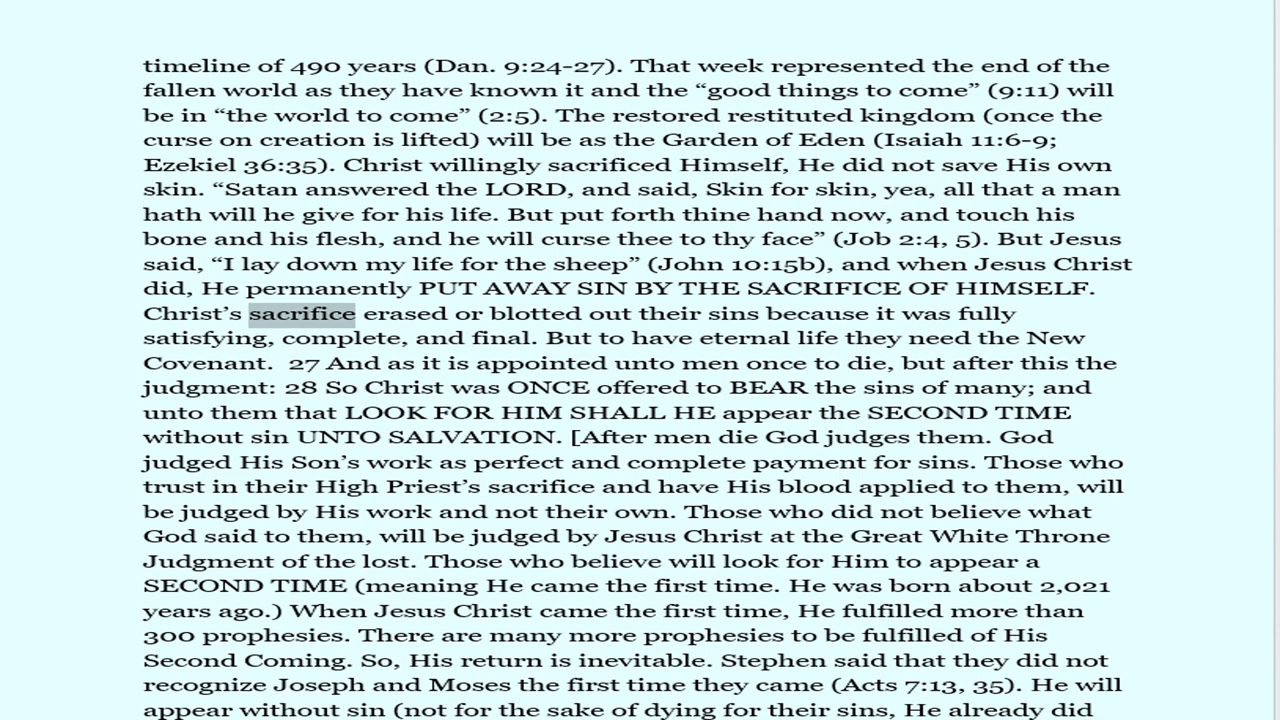 timeline of 490 years (Dan. 9:24-27). That week represented the end of the
fallen world as they have known it and the “good things to come” (9:11) will
be in “the world to come” (2:5). The restored restituted kingdom (once the
curse on creation is lifted) will be as the Garden of Eden (Isaiah 11:6-9;
Ezekiel 36:35). Christ willingly sacrificed Himself, He did not save His own
skin. “Satan answered the LORD, and said, Skin for skin, yea, all that a man
hath will he give for his life. But put forth thine hand now, and touch his
bone and his flesh, and he will curse thee to thy face” (Job 2:4, 5). But Jesus
said, “I lay down my life for the sheep” (John 10:15b), and when Jesus Christ
did, He permanently PUT AWAY SIN BY THE SACRIFICE OF HIMSELF.
Christ’s sacrifice erased or blotted out their sins because it was fully
satisfying, complete, and final. But to have eternal life they need the New
Covenant.  27 And as it is appointed unto men once to die, but after this the
judgment: 28 So Christ was ONCE offered to BEAR the sins of many; and
unto them that LOOK FOR HIM SHALL HE appear the SECOND TIME
without sin UNTO SALVATION. [After men die God judges them. God
judged His Son’s work as perfect and complete payment for sins. Those who
trust in their High Priest’s sacrifice and have His blood applied to them, will
be judged by His work and not their own. Those who did not believe what
God said to them, will be judged by Jesus Christ at the Great White Throne
Judgment of the lost. Those who believe will look for Him to appear a
SECOND TIME (meaning He came the first time. He was born about 2,021
years ago.) When Jesus Christ came the first time, He fulfilled more than
300 prophesies. There are many more prophesies to be fulfilled of His
Second Coming. So, His return is inevitable. Stephen said that they did not
recognize Joseph and Moses the first time they came (Acts 7:13, 35). He will
appear without sin (not for the sake of dying for their sins, He already did